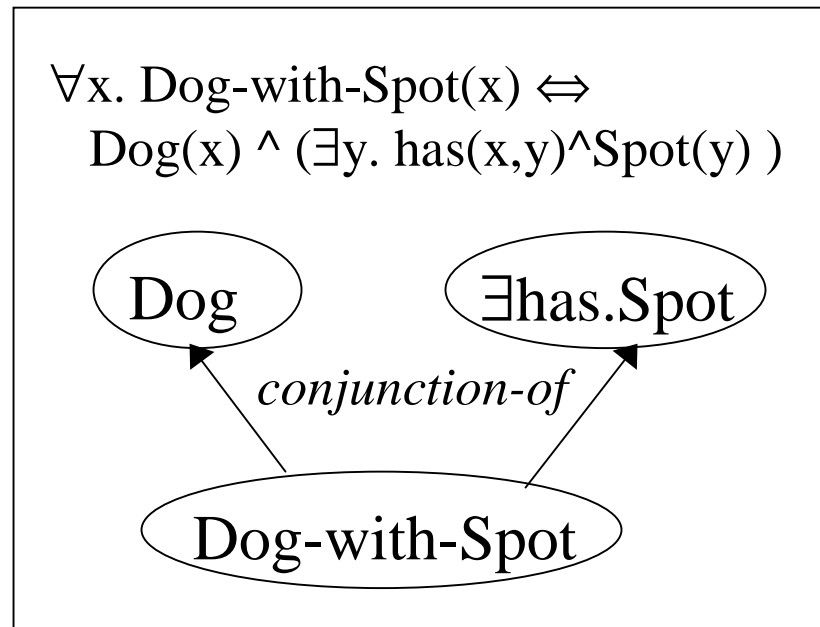 ∀x. Dog-with-Spot(x) ⇔
Dog(x) ^ (∃y. has(x,y)^Spot(y) )
Dog
∃has.Spot
conjunction-of
Dog-with-Spot